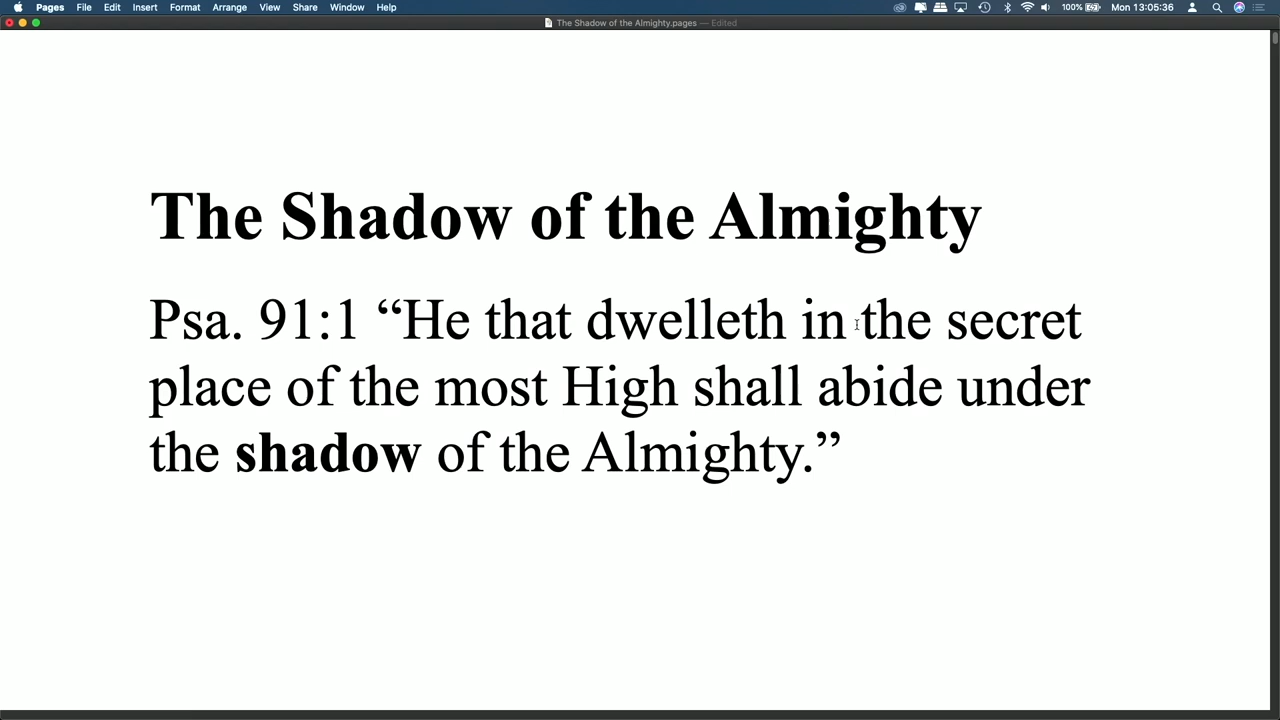 Pages File Edit Insert Format Arrange View Share Window Help 100% Mon 13:05:36
The Shadow of the Almighty.pages — Edited
The Shadow of the Almighty
Psa. 91:1 “He that dwelleth in the secret
place of the most High shall abide under
the shadow of the Almighty.”